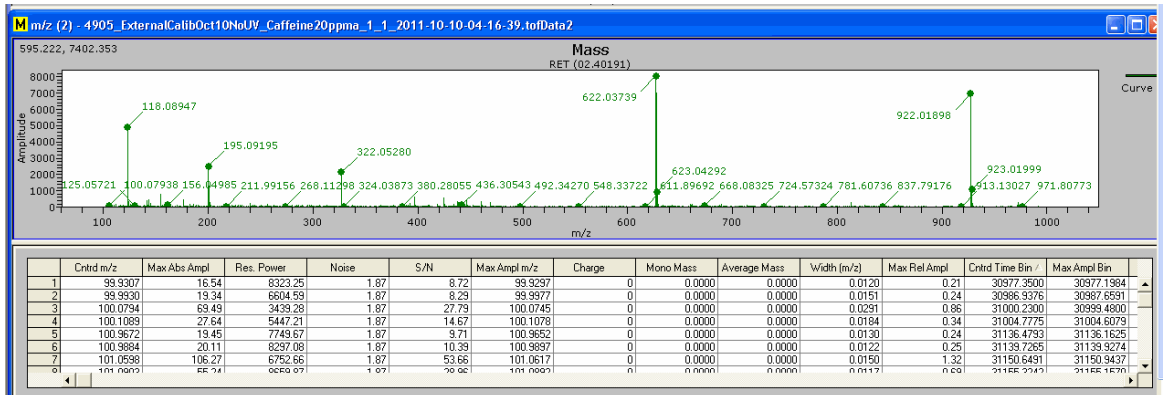 M m/z (2) - 4905_ExternalCalibOct10NoUV_Caffeine20ppma_1_1_2011-10-10-04-16-39.tofData2
595.222, 7402.353
Mass
RET (02.40191)
Curve
Amplitude
8000
7000
6000
5000
4000
3000
2000
1000
0
118.08947
195.09195
322.05280
622.03739
922.01898
623.04292
923.01999
125.05721 100.07938 156.04985 211.99156 268.11298 324.03873 380.28055 436.30543 492.34270 548.33722 611.89692 668.08325 724.57324 781.60736 837.79176 913.13027 971.80773
100 200 300 400 500 600 700 800 900 1000
m/z
Cntrd m/z Max Abs Ampl Res. Power Noise S/N Max Ampl m/z Charge Mono Mass Average Mass Width (m/z) Max Rel Ampl Cntrd Time Bin Max Ampl Bin
1 99.9307 16.54 8323.25 1.87 8.72 99.9297 0 0.0000 0.0000 0.0120 0.21 30977.3500 30977.1984
2 99.9930 19.34 6604.59 1.87 8.29 99.9977 0 0.0000 0.0000 0.0151 0.24 30986.9376 30987.6591
3 100.0794 69.49 3439.28 1.87 27.79 100.0745 0 0.0000 0.0000 0.0291 0.86 31000.2300 30999.4800
4 100.1089 27.64 5447.21 1.87 14.67 100.1078 0 0.0000 0.0000 0.0184 0.34 31004.7775 31004.6079
5 100.9672 19.45 7749.67 1.87 9.71 100.9652 0 0.0000 0.0000 0.0130 0.24 31136.4793 31136.1625
6 100.9884 20.11 8297.08 1.87 10.39 100.9897 0 0.0000 0.0000 0.0122 0.25 31139.7265 31139.9274
7 101.0598 106.27 6752.66 1.87 53.66 101.0617 0 0.0000 0.0000 0.0150 1.32 31150.6491 31150.9437